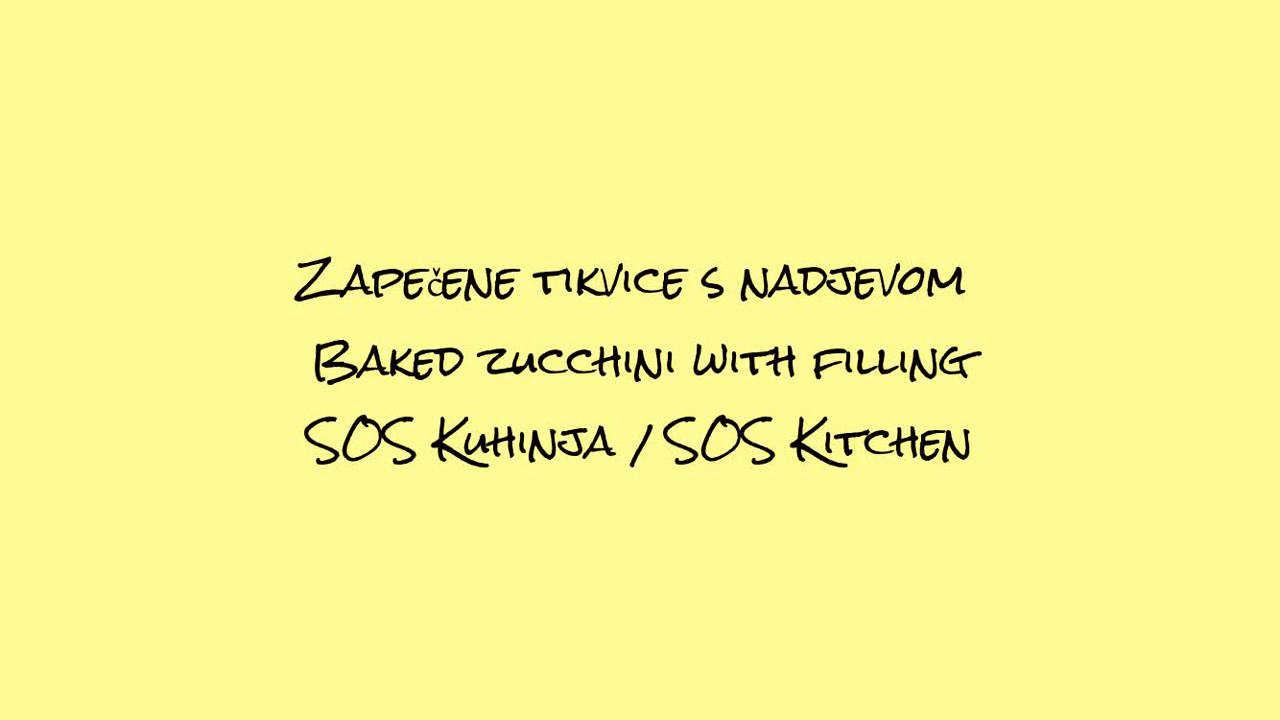 Zapečene tikvice s nadjevom
Baked zucchini with filling
SOS Kuhinja / SOS Kitchen